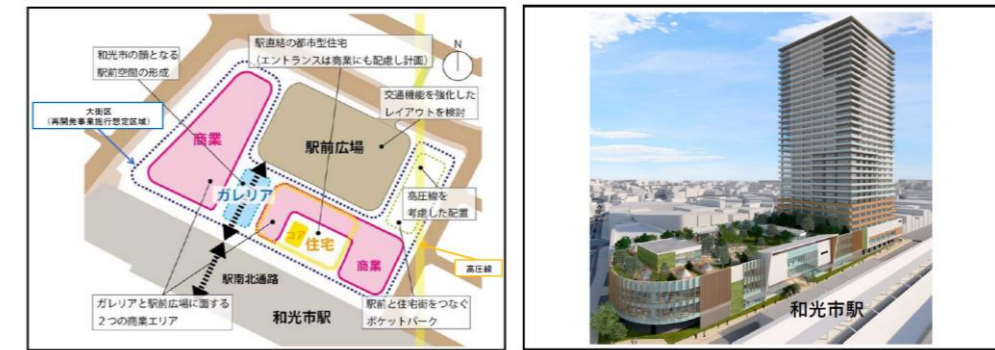 和光市の顔となる
駅前空間の形成
駅直結の都市型住宅
(エントランスは商業にも配慮し計画)
N
交通機能を強化した
レイアウトを検討
大街区
(再開発事業施行想定区域)
商業
駅前広場
ガレリア
高圧線を
考慮した配置
コア
住宅
商業
高圧線
駅南北通路
ガレリアと駅前広場に面する
2つの商業エリア
和光市駅
駅前と住宅街をつなぐ
ポケットパーク
和光市駅